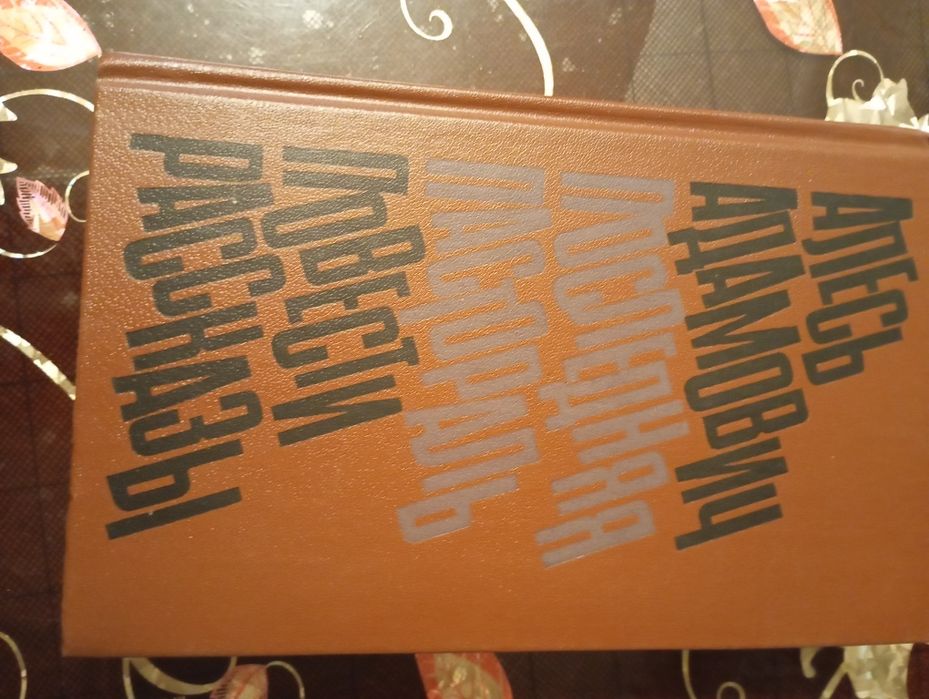 АЛЕСЬ
АДАМОВИЧ
ПОСЛЕДНЯЯ
ПАСТОРАЛЬ
ПОВЕСТИ
РАССКАЗЫ